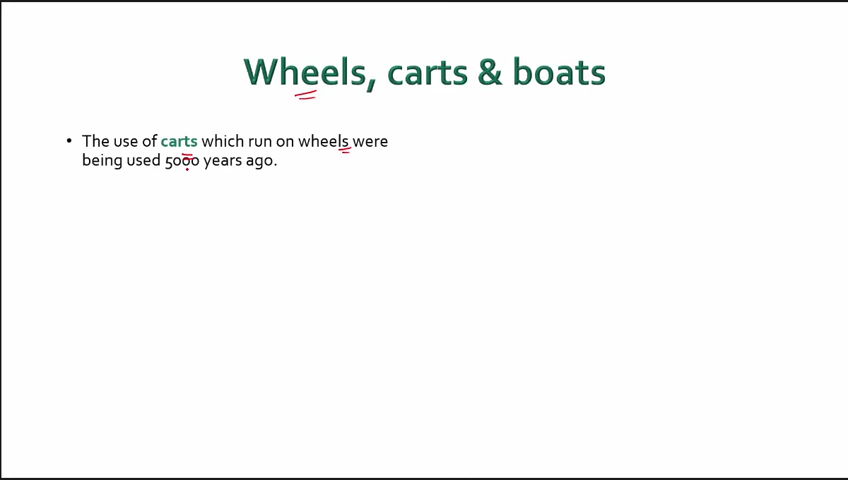 Wheels, carts & boats
• The use of carts which run on wheels were
being used 5000 years ago.